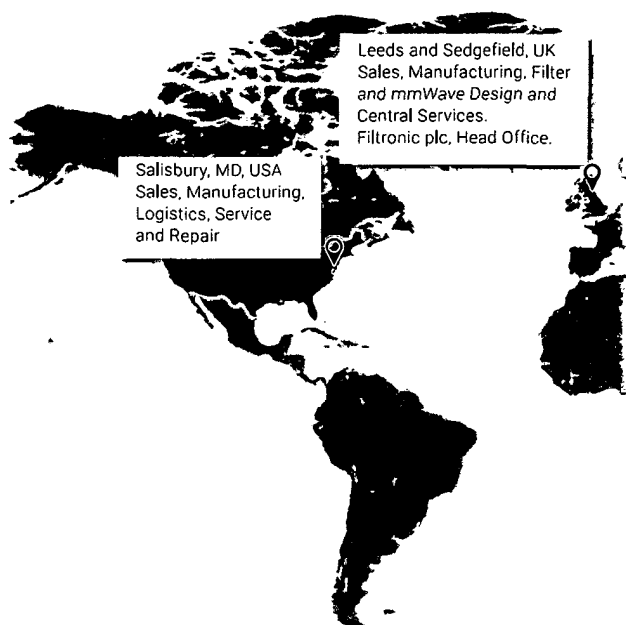 Leeds and Sedgefield, UK
Sales, Manufacturing, Filter
and mmWave Design and
Central Services.
Filtronic plc, Head Office.
Salisbury, MD, USA
Sales, Manufacturing,
Logistics, Service
and Repair